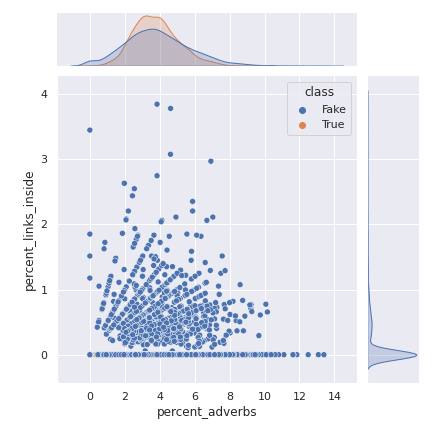 class
Fake
True
4
3
2
1
0
percent_links_inside
0 2 4 6 8 10 12 14
percent_adverbs